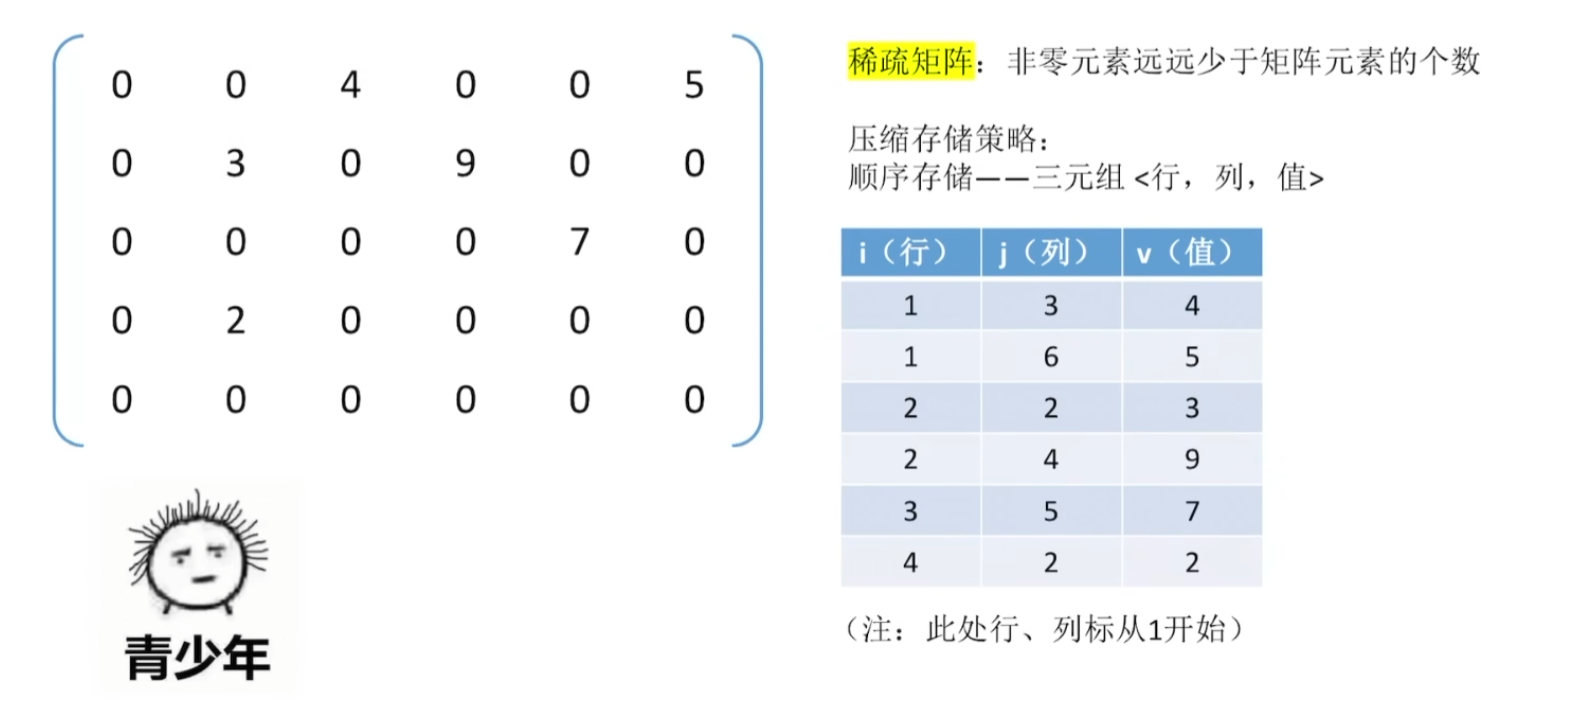 0 0 4 0 0 5
0 3 0 9 0 0
0 0 0 0 7 0
0 2 0 0 0 0
0 0 0 0 0 0
青少年
稀疏矩阵：非零元素远远少于矩阵元素的个数
压缩存储策略：
顺序存储——三元组 <行，列，值>
i（行） j（列） v（值）
1 3 4
1 6 5
2 2 3
2 4 9
3 5 7
4 2 2
（注：此处行、列标从1开始）